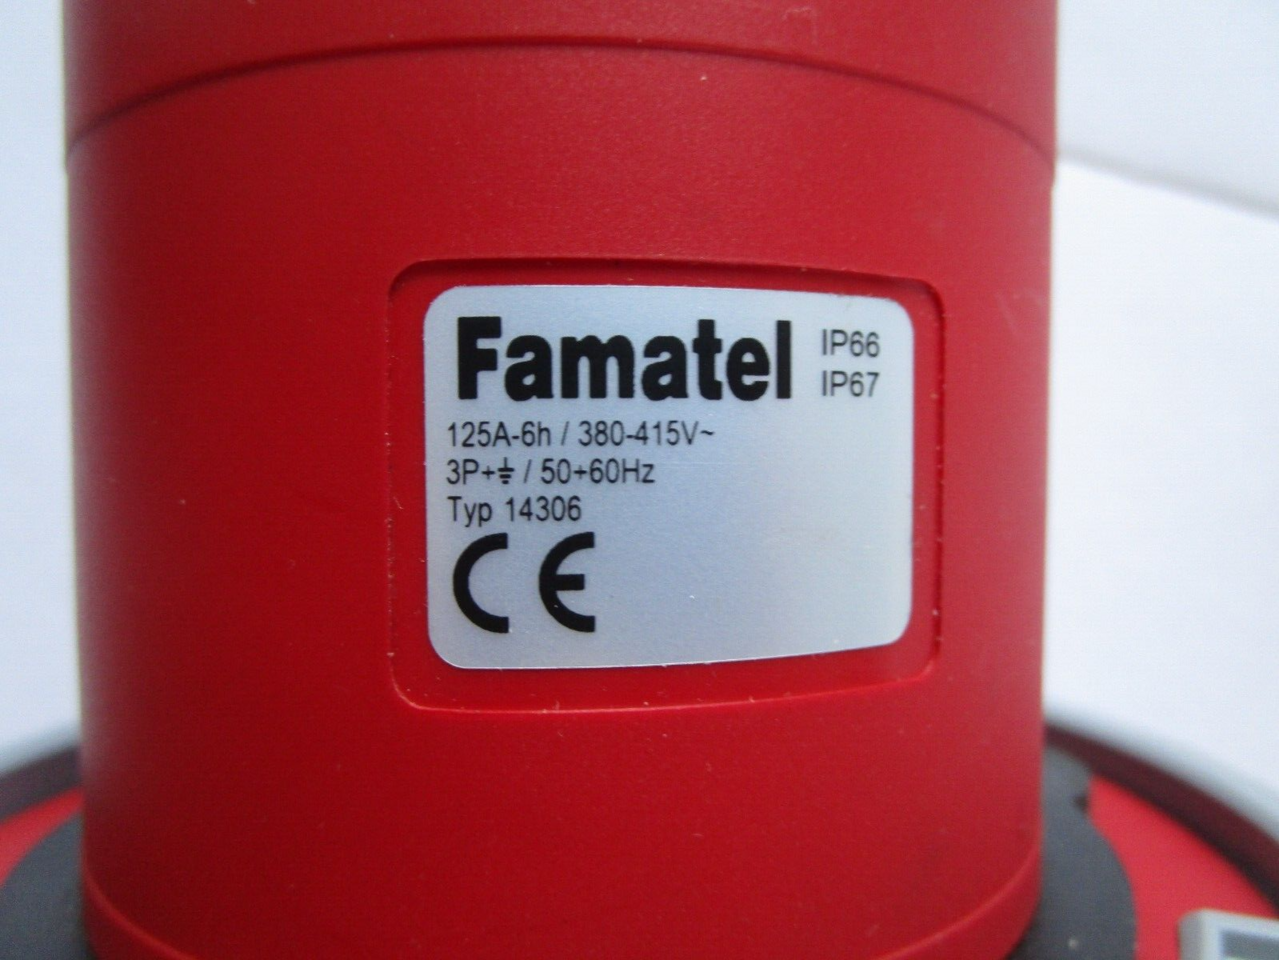 Famatel IP66
IP67
125A-6h / 380-415V~
3P+⏚ / 50+60Hz
Typ 14306
CE